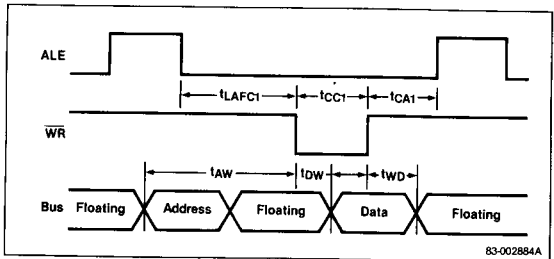 ALE
tLAFC1 tCC1 tCA1
WR
tAW tDW tWD
Bus Floating Address Floating Data Floating
83-002884A